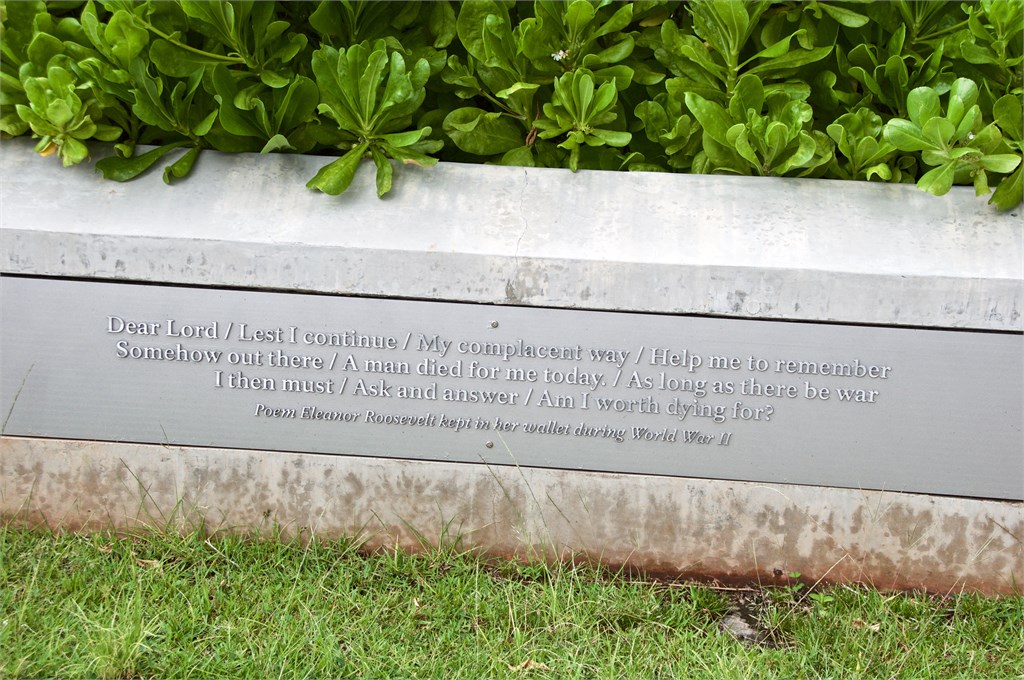 Dear Lord / Lest I continue / My complacent way / Help me to remember
Somehow out there / A man died for me today. / As long as there be war
I then must / Ask and answer / Am I worth dying for?
Poem Eleanor Roosevelt kept in her wallet during World War II